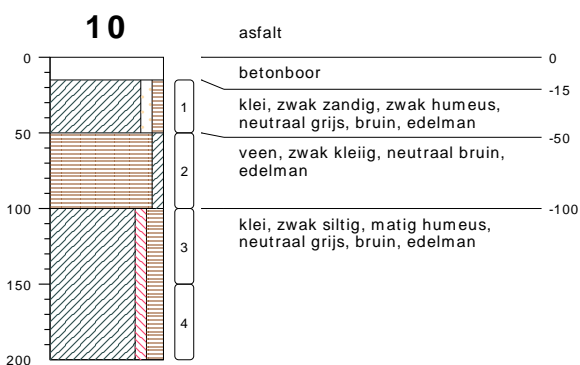 10
asfalt
0
0
betonboor
-15
1
klei, zwak zandig, zwak humeus,
neutraal grijs, bruin, edelman
50
-50
2
veen, zwak kleiig, neutraal bruin,
edelman
100
-100
3
klei, zwak siltig, matig humeus,
neutraal grijs, bruin, edelman
150
4
200